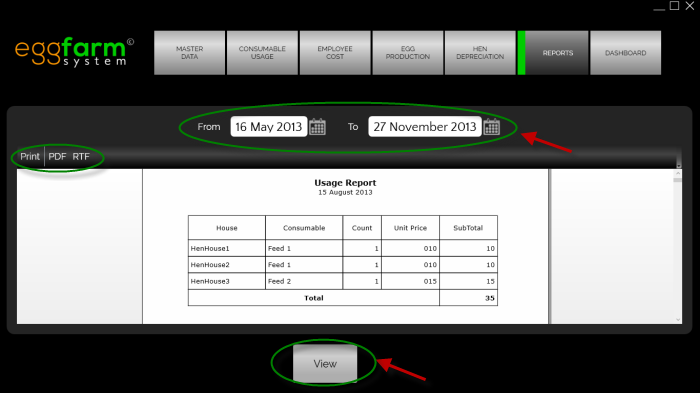 eggfarm©
system
MASTER
DATA
CONSUMABLE
USAGE
EMPLOYEE
COST
EGG
PRODUCTION
HEN
DEPRECIATION
REPORTS
DASHBOARD
From 16 May 2013 To 27 November 2013
Print PDF RTF
Usage Report
15 August 2013
House Consumable Count Unit Price SubTotal
HenHouse1 Feed 1 1 010 10
HenHouse2 Feed 1 1 010 10
HenHouse3 Feed 2 1 015 15
Total 35
View